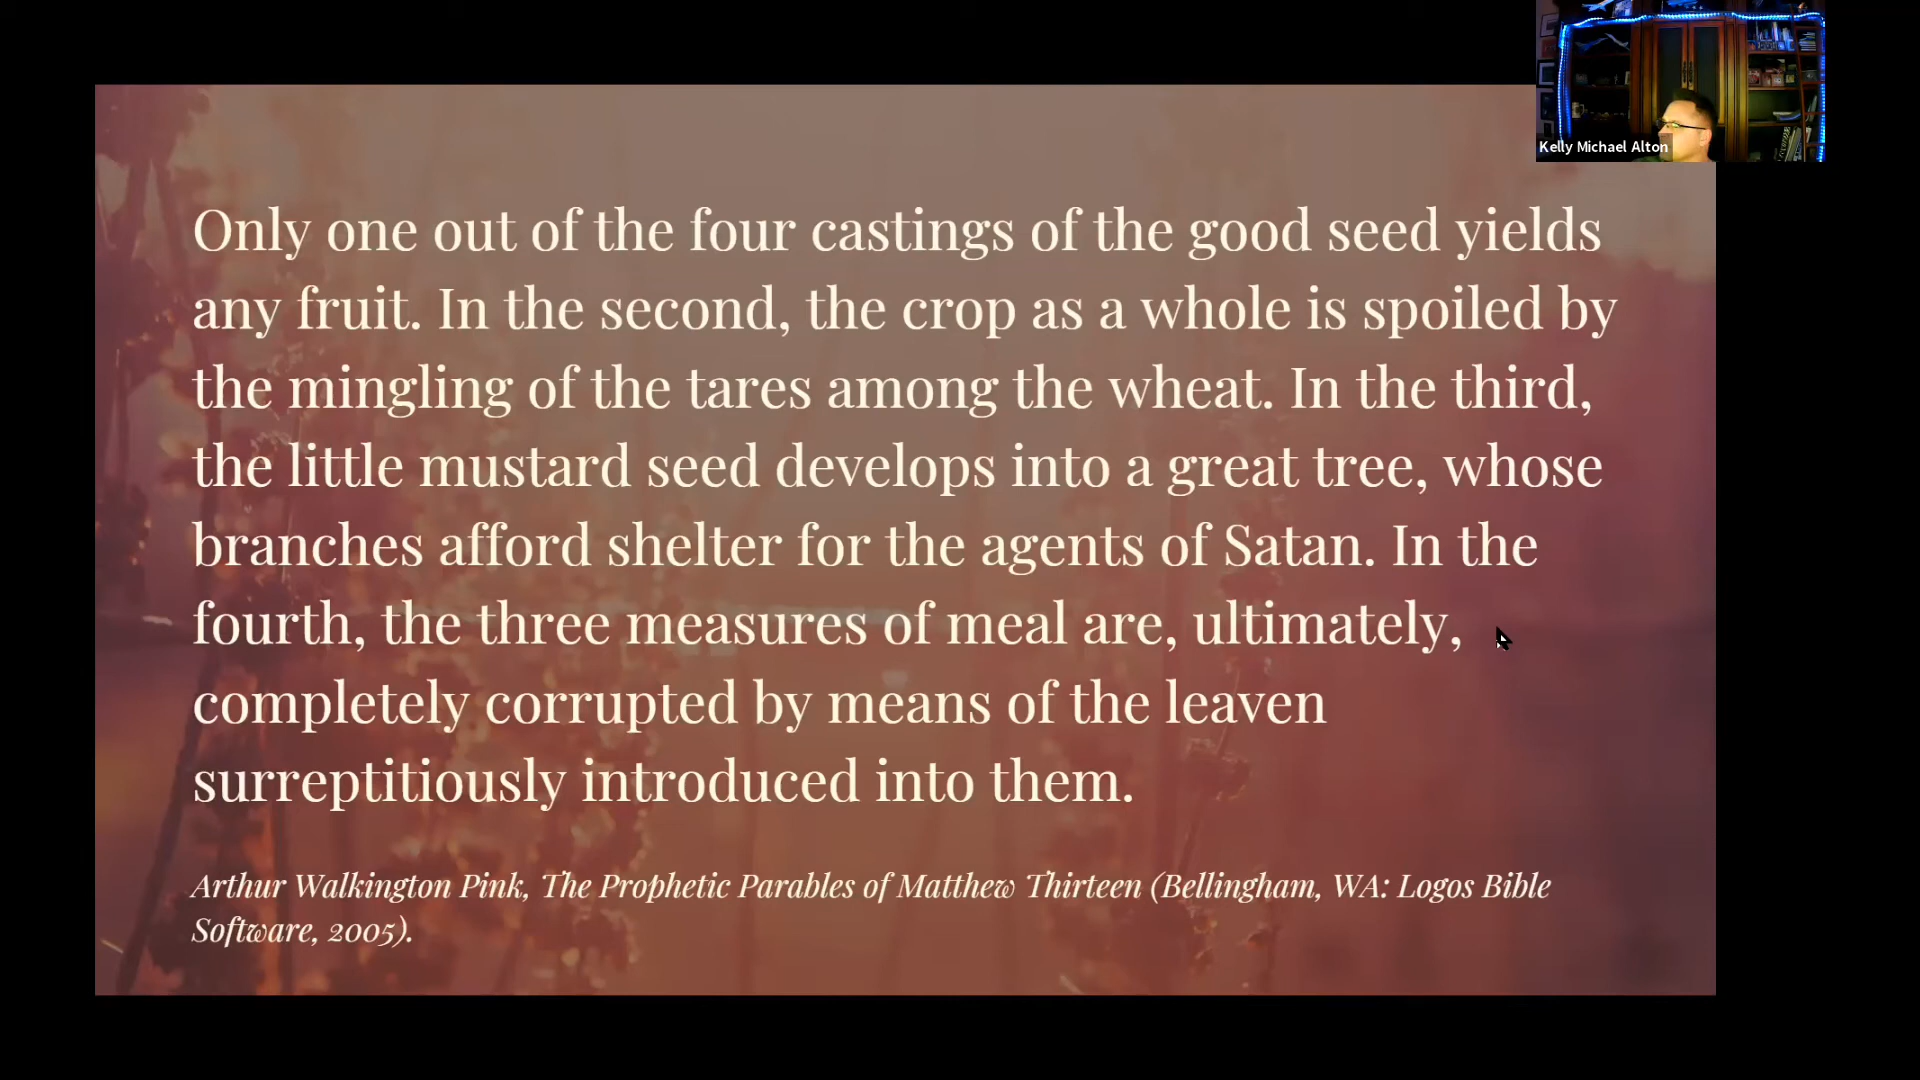 Kelly Michael Alton
Only one out of the four castings of the good seed yields
any fruit. In the second, the crop as a whole is spoiled by
the mingling of the tares among the wheat. In the third,
the little mustard seed develops into a great tree, whose
branches afford shelter for the agents of Satan. In the
fourth, the three measures of meal are, ultimately,
completely corrupted by means of the leaven
surreptitiously introduced into them.
Arthur Walkington Pink, The Prophetic Parables of Matthew Thirteen (Bellingham, WA: Logos Bible
Software, 2005).